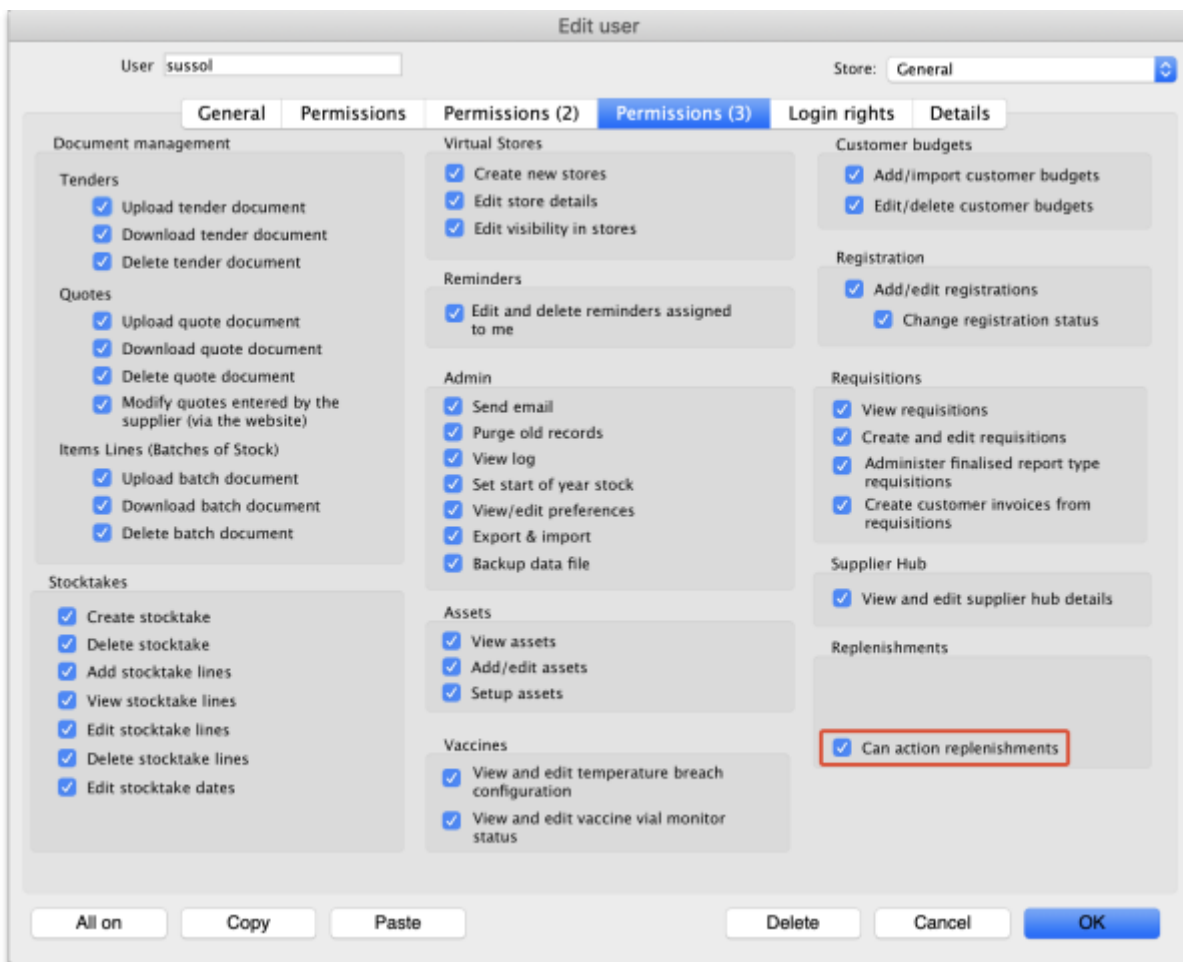 Edit user
User sussol
Store: General
General Permissions Permissions (2) Permissions (3) Login rights Details
Document management
Tenders
Upload tender document
Download tender document
Delete tender document
Quotes
Upload quote document
Download quote document
Delete quote document
Modify quotes entered by the
supplier (via the website)
Items Lines (Batches of Stock)
Upload batch document
Download batch document
Delete batch document
Stocktakes
Create stocktake
Delete stocktake
Add stocktake lines
View stocktake lines
Edit stocktake lines
Delete stocktake lines
Edit stocktake dates
Virtual Stores
Create new stores
Edit store details
Edit visibility in stores
Reminders
Edit and delete reminders assigned
to me
Admin
Send email
Purge old records
View log
Set start of year stock
View/edit preferences
Export & import
Backup data file
Assets
View assets
Add/edit assets
Setup assets
Vaccines
View and edit temperature breach
configuration
View and edit vaccine vial monitor
status
Customer budgets
Add/import customer budgets
Edit/delete customer budgets
Registration
Add/edit registrations
Change registration status
Requisitions
View requisitions
Create and edit requisitions
Administer finalised report type
requisitions
Create customer invoices from
requisitions
Supplier Hub
View and edit supplier hub details
Replenishments
Can action replenishments
All on Copy Paste Delete Cancel OK